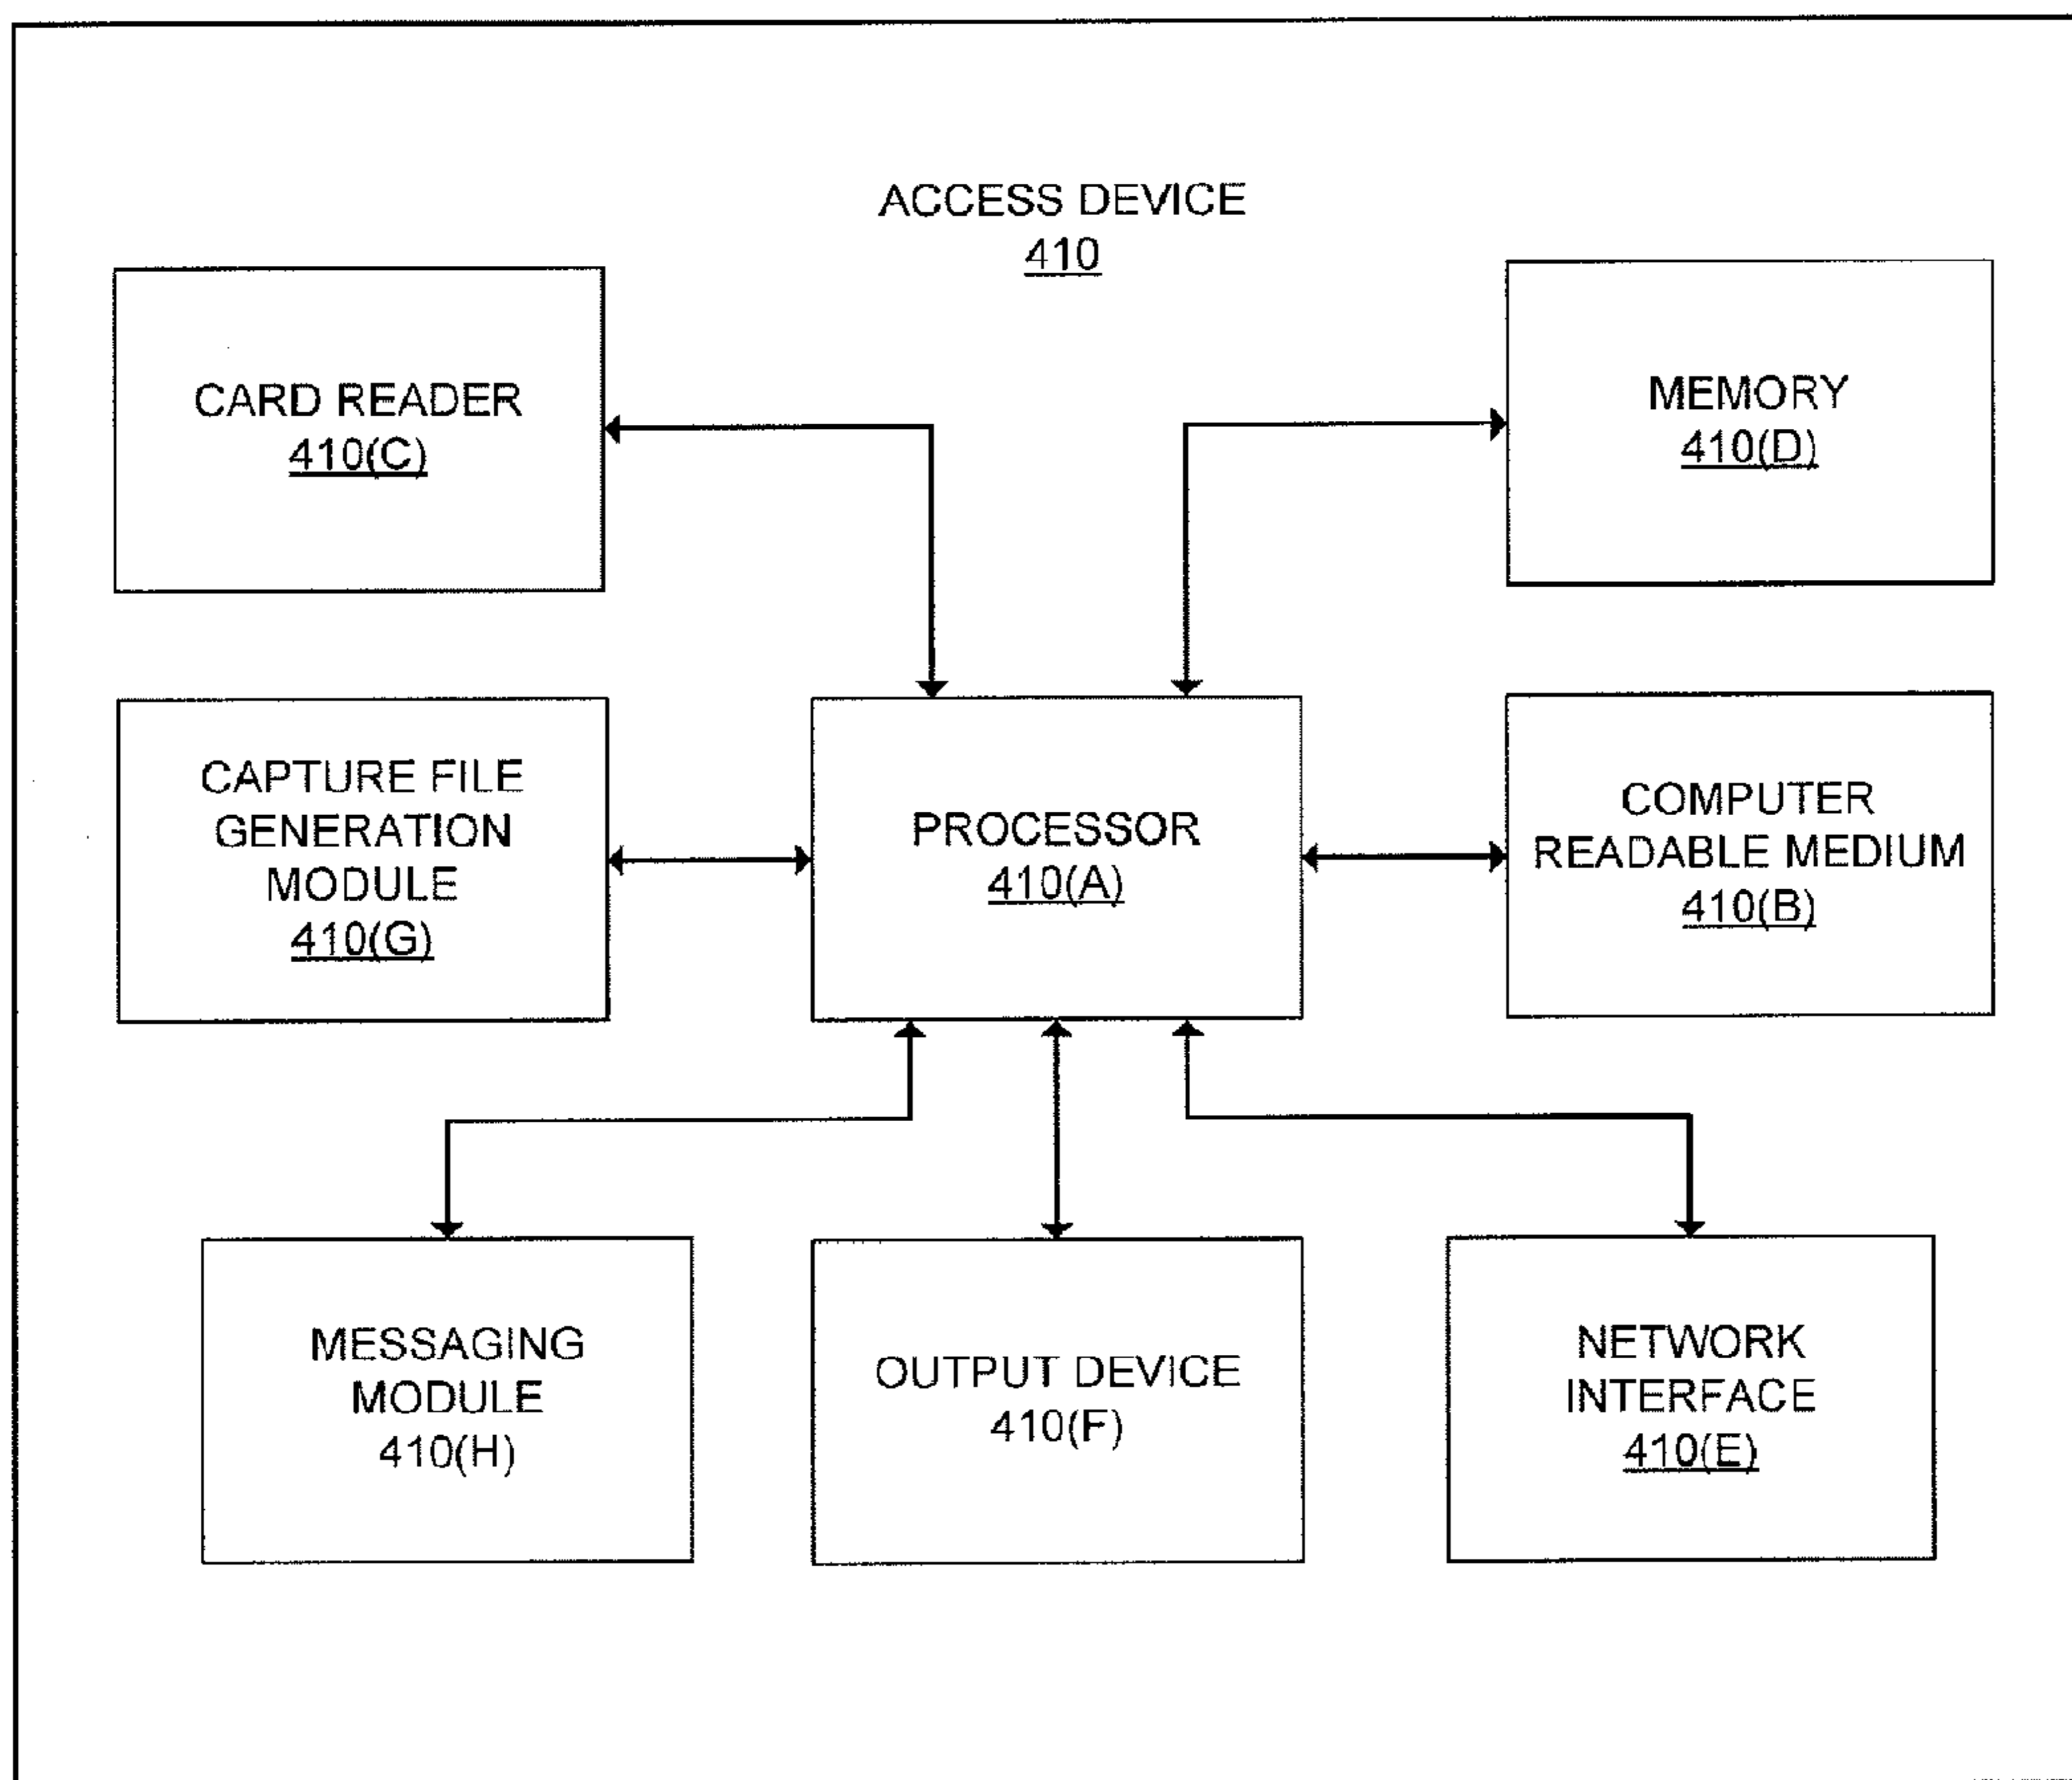 ACCESS DEVICE
410
CARD READER
410(C)
MEMORY
410(D)
CAPTURE FILE
GENERATION
MODULE
410(G)
PROCESSOR
410(A)
COMPUTER
READABLE MEDIUM
410(B)
MESSAGING
MODULE
410(H)
OUTPUT DEVICE
410(F)
NETWORK
INTERFACE
410(E)